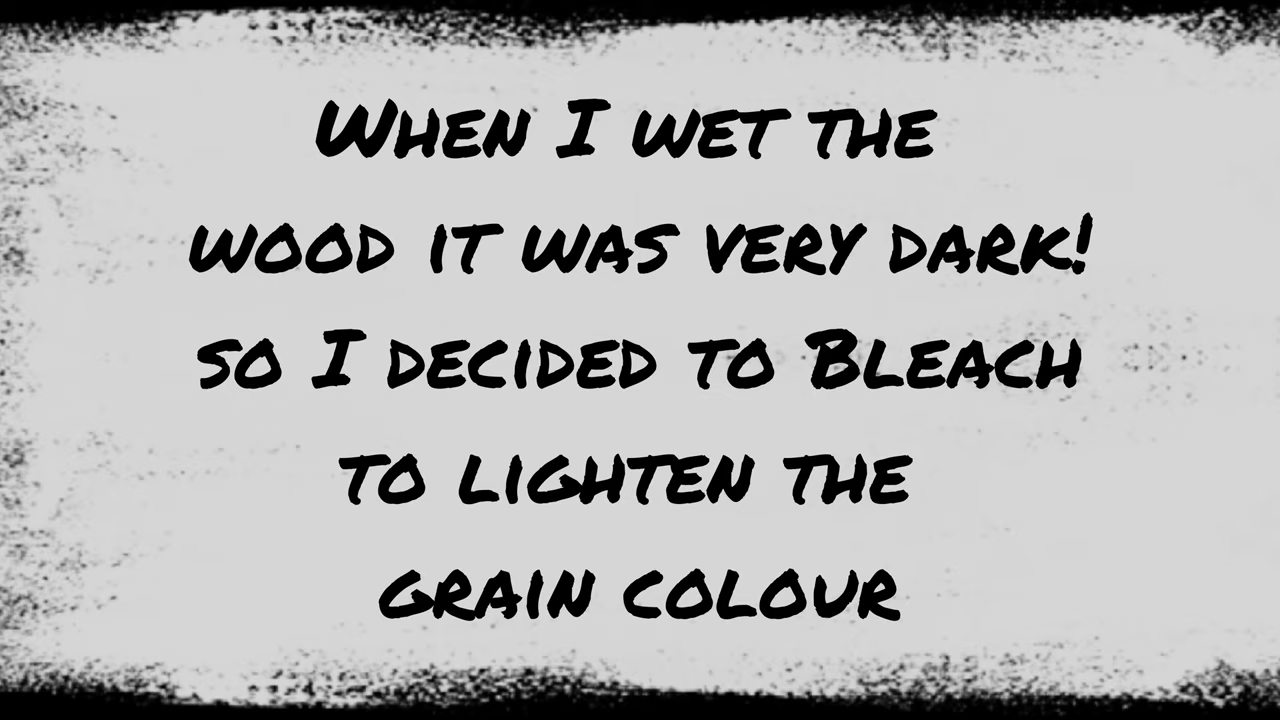 When I wet the
wood it was very dark!
so I decided to Bleach
to lighten the
grain colour